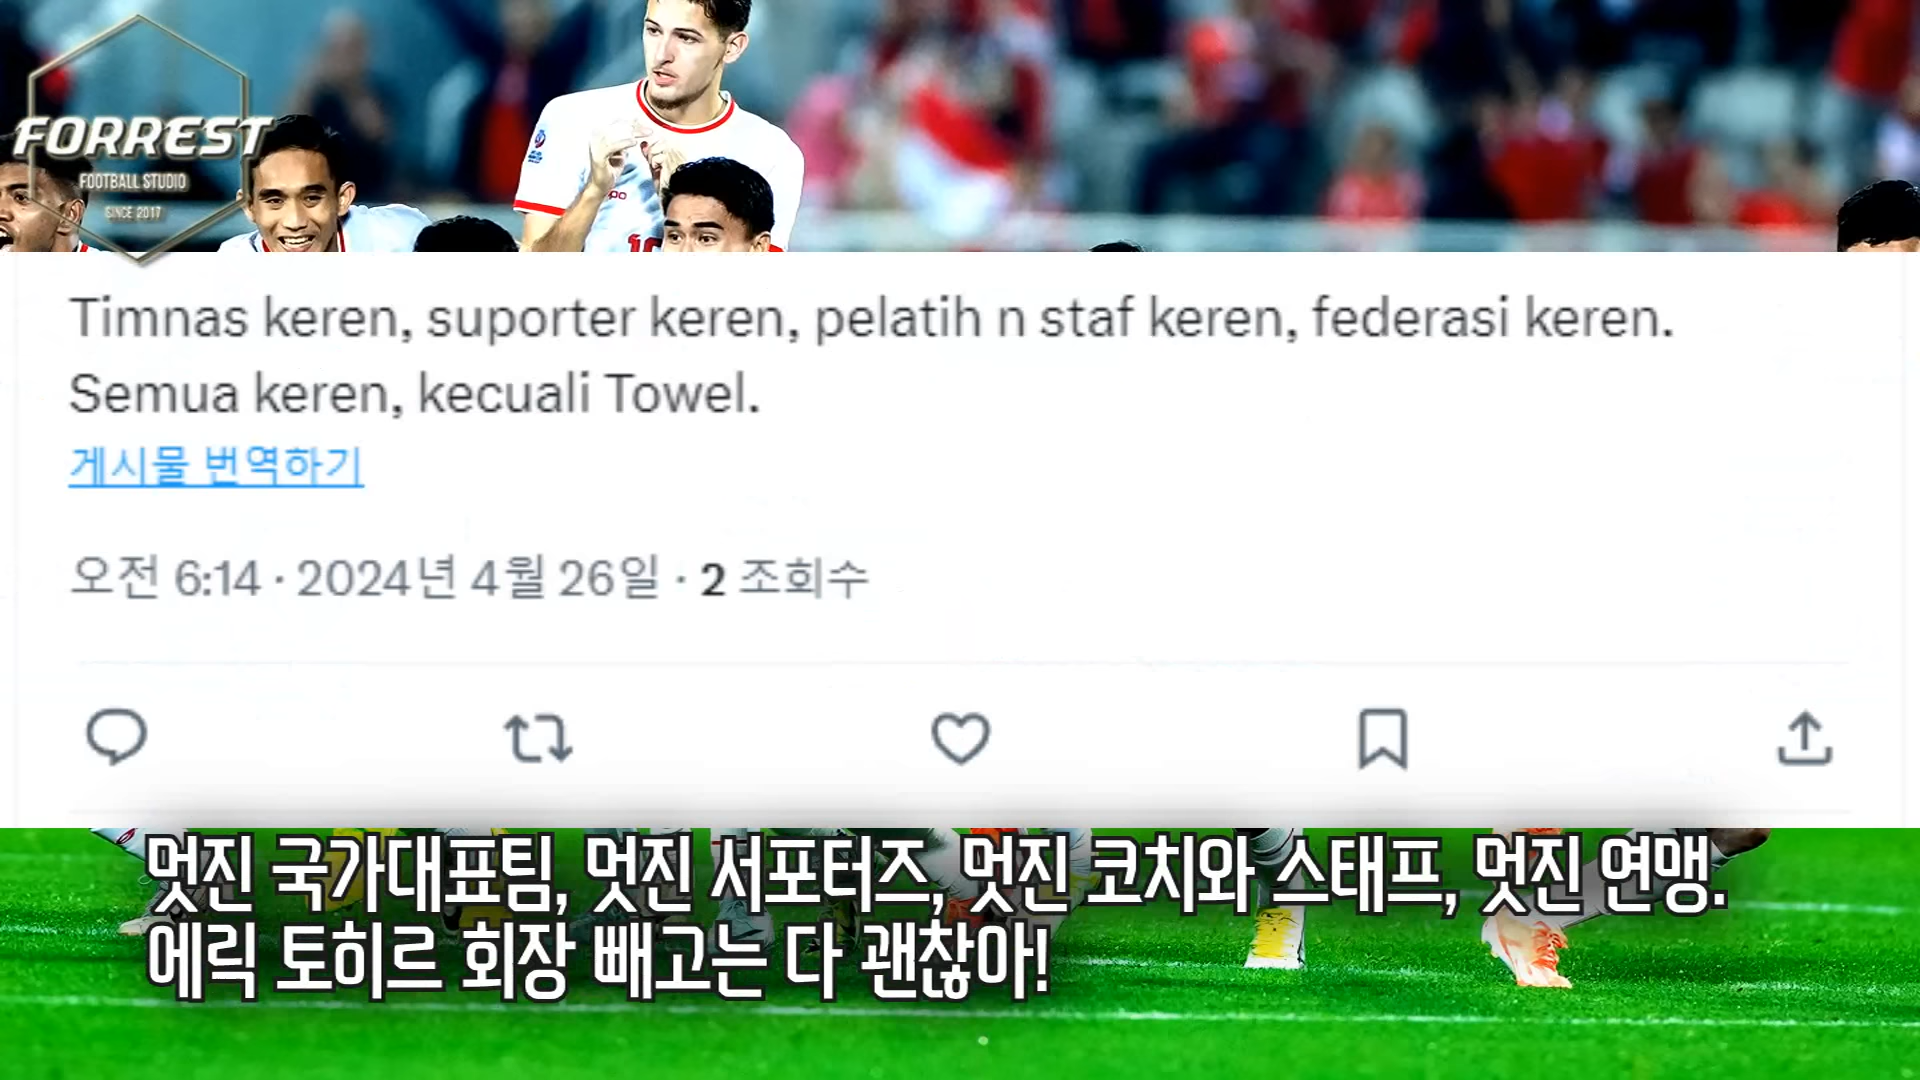 FORREST
FOOTBALL STUDIO
SINCE 2017
Timnas keren, suporter keren, pelatih n staf keren, federasi keren.
Semua keren, kecuali Towel.
게시물 번역하기
오전 6:14 · 2024년 4월 26일 · 2 조회수
멋진 국가대표팀, 멋진 서포터즈, 멋진 코치와 스태프, 멋진 연맹.
에릭 토히르 회장 빼고는 다 괜찮아!